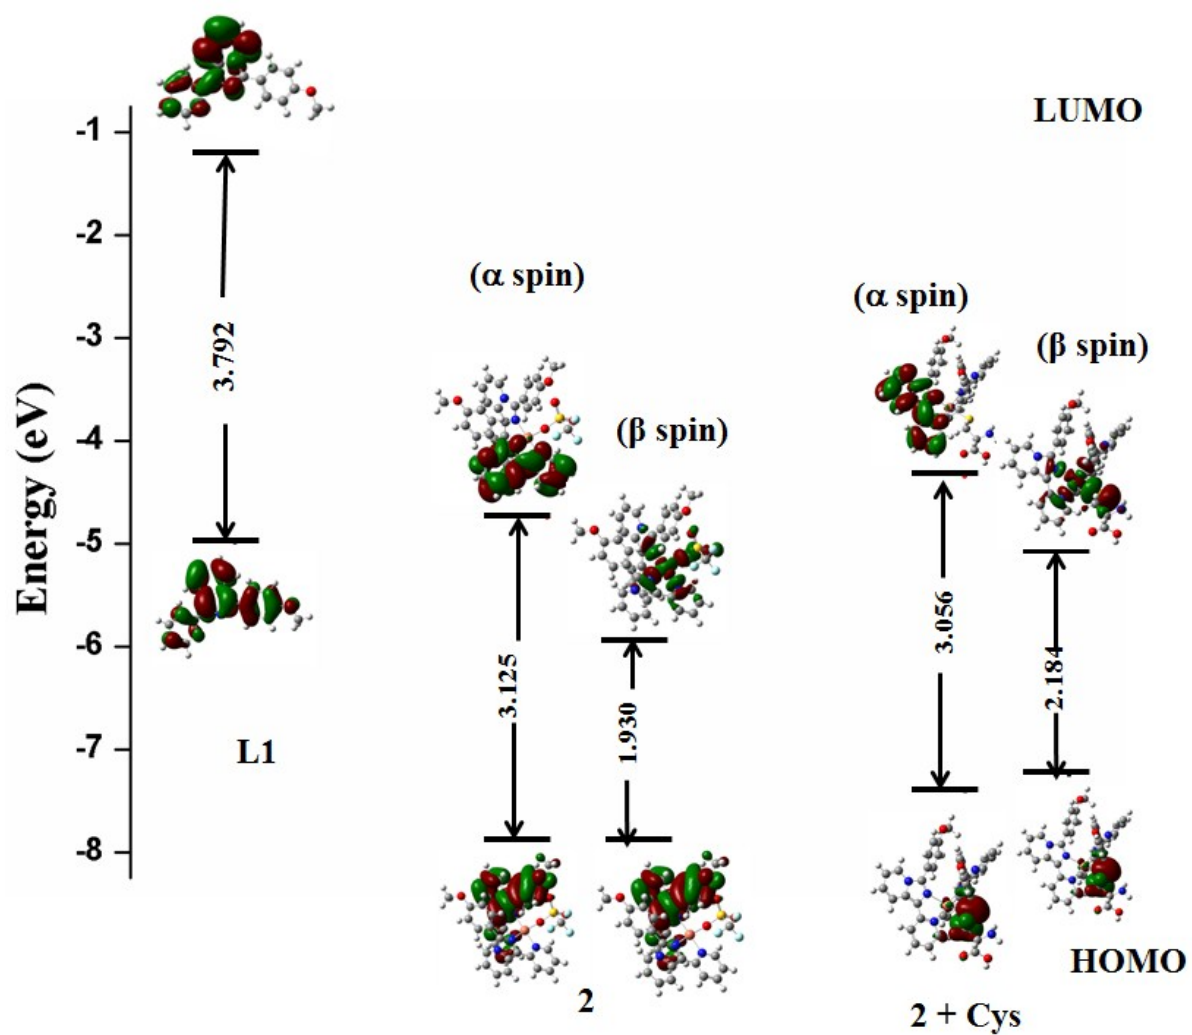 LUMO
-1
-2
-3
-4
-5
-6
-7
-8
Energy (eV)
3.792
L1
(α spin)
(β spin)
3.125
1.930
2
(α spin)
(β spin)
3.056
2.184
HOMO
2 + Cys